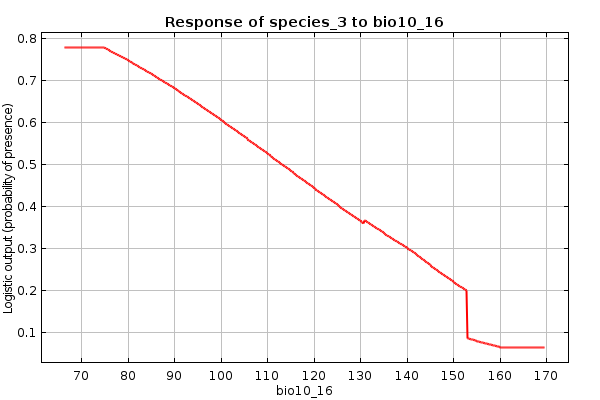 Response of species_3 to bio10_16
Logistic output (probability of presence)
0.8
0.7
0.6
0.5
0.4
0.3
0.2
0.1
70 80 90 100 110 120 130 140 150 160 170
bio10_16